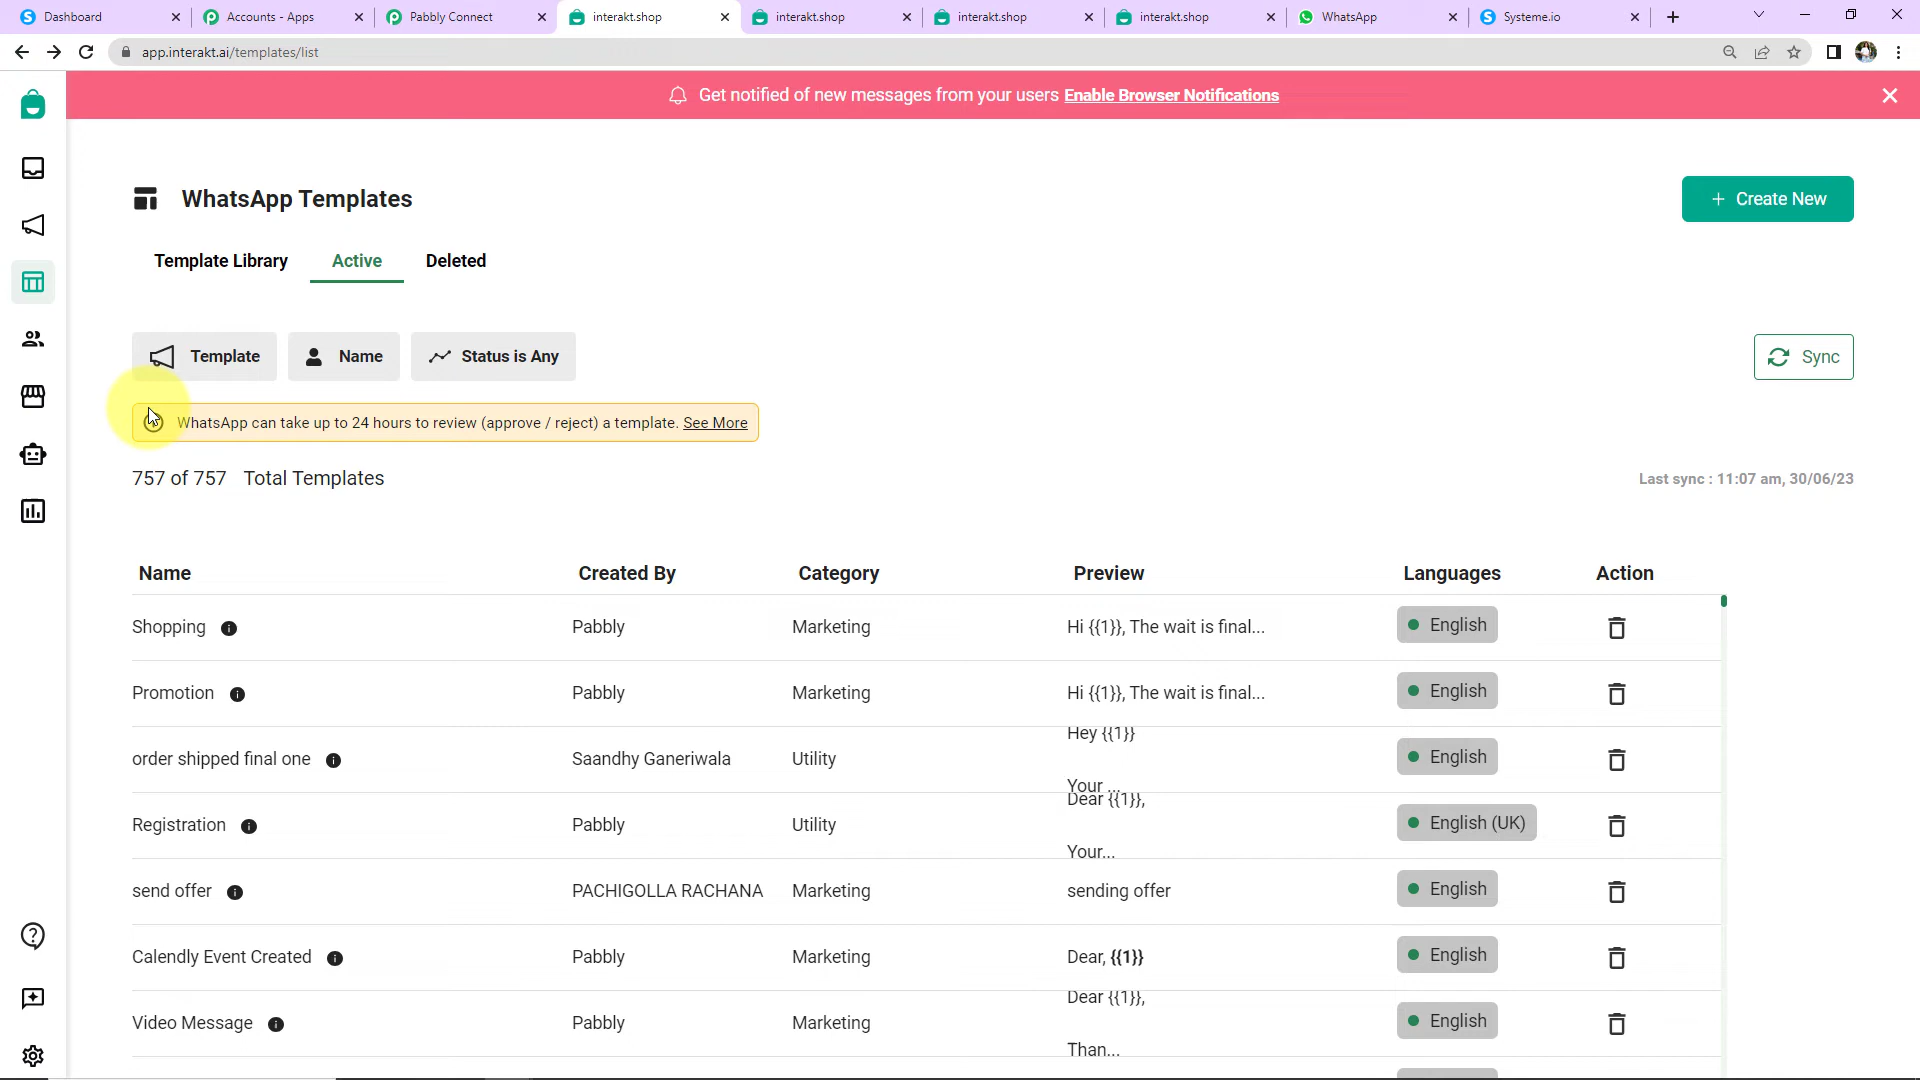 Dashboard
Accounts - Apps
Pabbly Connect
interakt.shop
interakt.shop
interakt.shop
interakt.shop
WhatsApp
Systeme.io
app.interakt.ai/templates/list
Get notified of new messages from your users Enable Browser Notifications
WhatsApp Templates
+ Create New
Template Library
Active
Deleted
Template
Name
Status is Any
Sync
WhatsApp can take up to 24 hours to review (approve / reject) a template. See More
757 of 757 Total Templates
Last sync : 11:07 am, 30/06/23
Name Created By Category Preview Languages Action
Shopping Pabbly Marketing Hi {{1}}, The wait is final... English
Promotion Pabbly Marketing Hi {{1}}, The wait is final... English
Hey {{1}}
order shipped final one Saandhy Ganeriwala Utility English
Your ...
Dear {{1}},
Registration Pabbly Utility English (UK)
Your...
send offer PACHIGOLLA RACHANA Marketing sending offer English
Calendly Event Created Pabbly Marketing Dear, {{1}} English
Dear {{1}},
Video Message Pabbly Marketing English
Than...